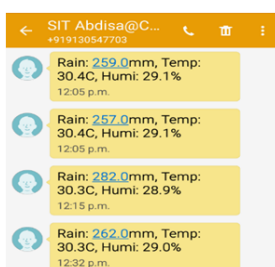 SIT Abdisa@C...
+919130547703
Rain: 259.0mm, Temp:
30.4C, Humi: 29.1%
12:05 p.m.
Rain: 257.0mm, Temp:
30.4C, Humi: 29.1%
12:05 p.m.
Rain: 282.0mm, Temp:
30.3C, Humi: 28.9%
12:15 p.m.
Rain: 262.0mm, Temp:
30.3C, Humi: 29.0%
12:32 p.m.